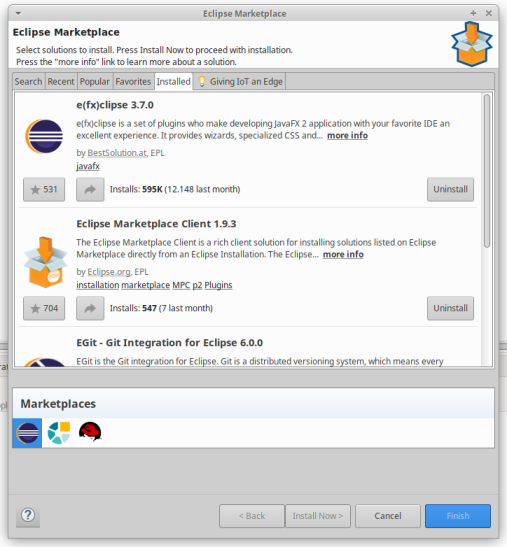 Eclipse Marketplace
Eclipse Marketplace
Select solutions to install. Press Install Now to proceed with installation.
Press the "more info" link to learn more about a solution.
Search Recent Popular Favorites Installed Giving IoT an Edge
e(fx)clipse 3.7.0
e(fx)clipse is a set of plugins who make developing JavaFX 2 application with your favorite IDE an
excellent experience. It provides wizards, specialized CSS and... more info
by BestSolution.at, EPL
javafx
531 Installs: 595K (12.148 last month) Uninstall
Eclipse Marketplace Client 1.9.3
The Eclipse Marketplace Client is a rich client solution for installing solutions listed on Eclipse
Marketplace directly from an Eclipse Installation. The Eclipse... more info
by Eclipse.org, EPL
installation marketplace MPC p2 Plugins
704 Installs: 547 (7 last month) Uninstall
EGit - Git Integration for Eclipse 6.0.0
EGit is the Git integration for Eclipse. Git is a distributed versioning system, which means every
Marketplaces
? < Back Install Now > Cancel Finish